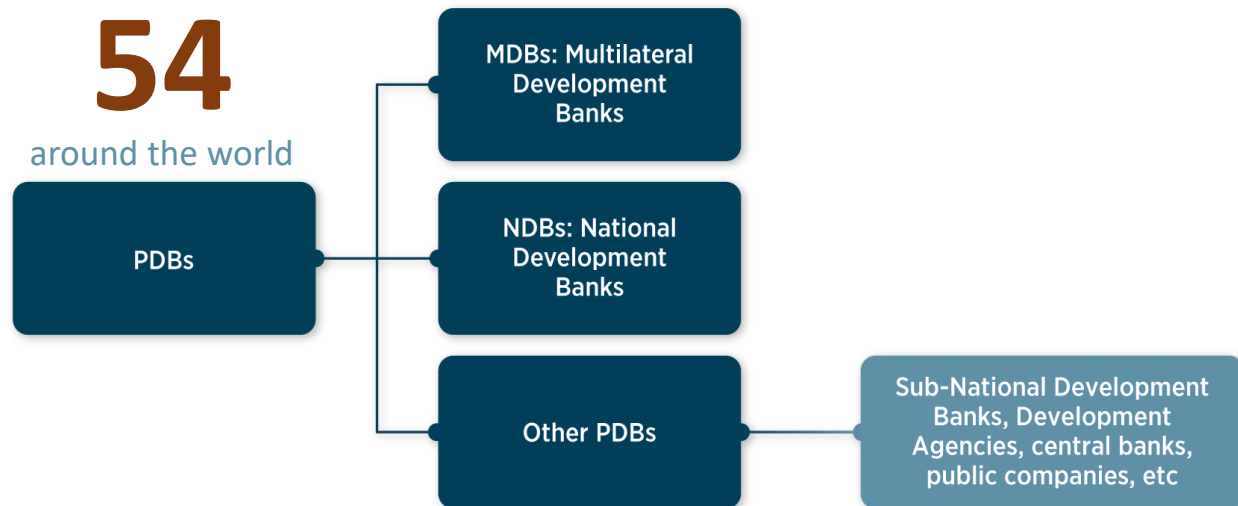 54
around the world
PDBs
MDBs: Multilateral
Development
Banks
NDBs: National
Development
Banks
Other PDBs
Sub-National Development
Banks, Development
Agencies, central banks,
public companies, etc